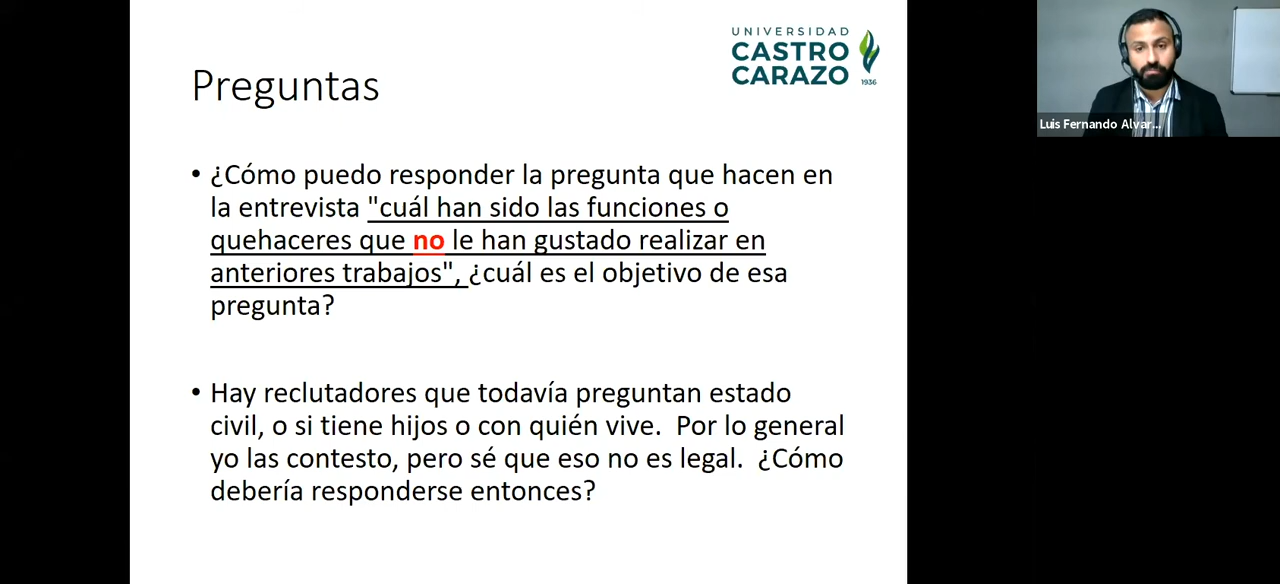 UNIVERSIDAD
CASTRO
CARAZO
1936
Preguntas
• ¿Cómo puedo responder la pregunta que hacen en
la entrevista "cuál han sido las funciones o
quehaceres que no le han gustado realizar en
anteriores trabajos", ¿cuál es el objetivo de esa
pregunta?
• Hay reclutadores que todavía preguntan estado
civil, o si tiene hijos o con quién vive. Por lo general
yo las contesto, pero sé que eso no es legal. ¿Cómo
debería responderse entonces?
Luis Fernando Alvar...